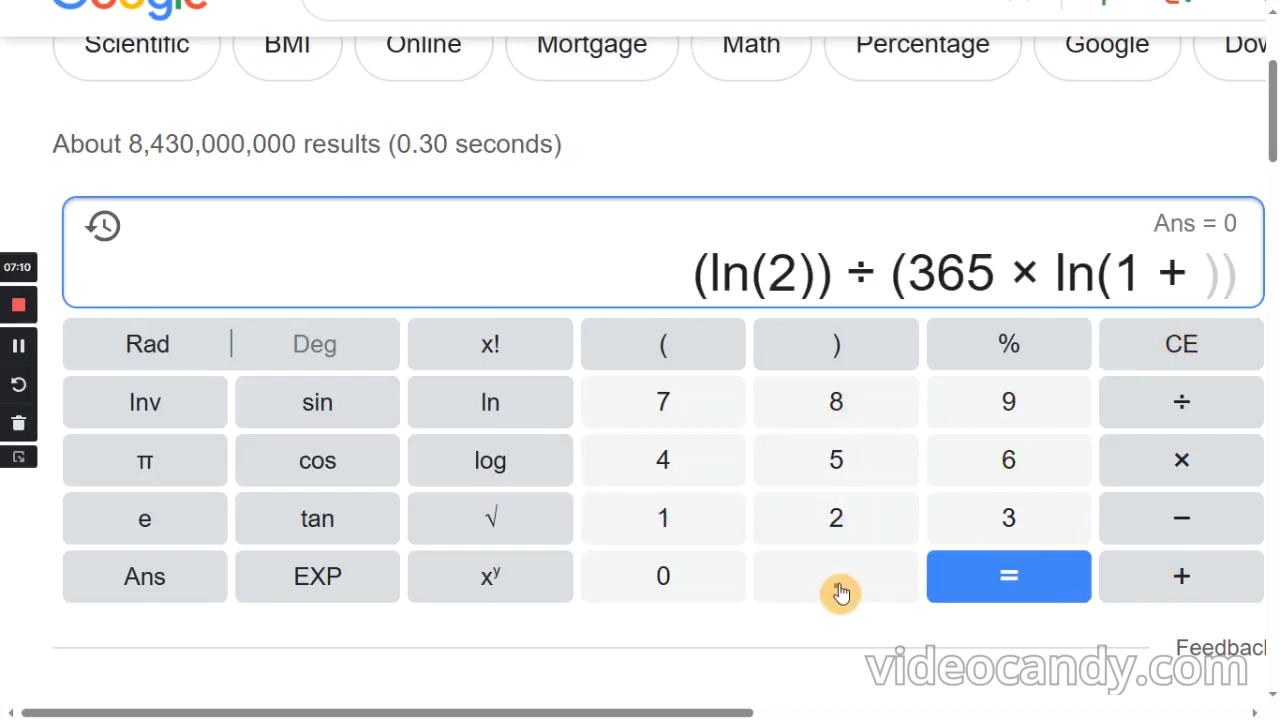 Google
Scientific BMI Online Mortgage Math Percentage Google
About 8,430,000,000 results (0.30 seconds)
Ans = 0
(ln(2)) ÷ (365 × ln(1 + ))
07:10
Rad | Deg x! ( ) % CE
Inv sin ln 7 8 9 ÷
π cos log 4 5 6 ×
e tan √ 1 2 3 −
Ans EXP xʸ 0 = +
Feedback
videocandy.com